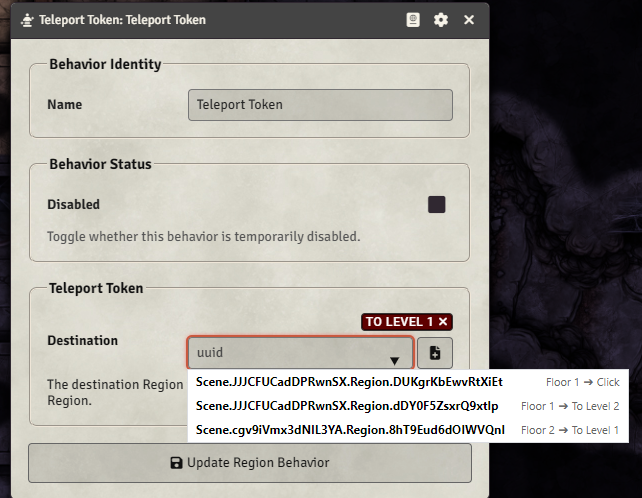 Teleport Token: Teleport Token
Behavior Identity
Name
Teleport Token
Behavior Status
Disabled
Toggle whether this behavior is temporarily disabled.
Teleport Token
TO LEVEL 1 ×
Destination
uuid
The destination Region
Region.
Scene.JJJCFUCadDPRwnSX.Region.DUKgrKbEwvRtXiEt Floor 1 ➔ Click
Scene.JJJCFUCadDPRwnSX.Region.dDY0F5ZsxrQ9xtIp Floor 1 ➔ To Level 2
Scene.cgv9iVmx3dNIL3YA.Region.8hT9Eud6dOIWVQnI Floor 2 ➔ To Level 1
Update Region Behavior